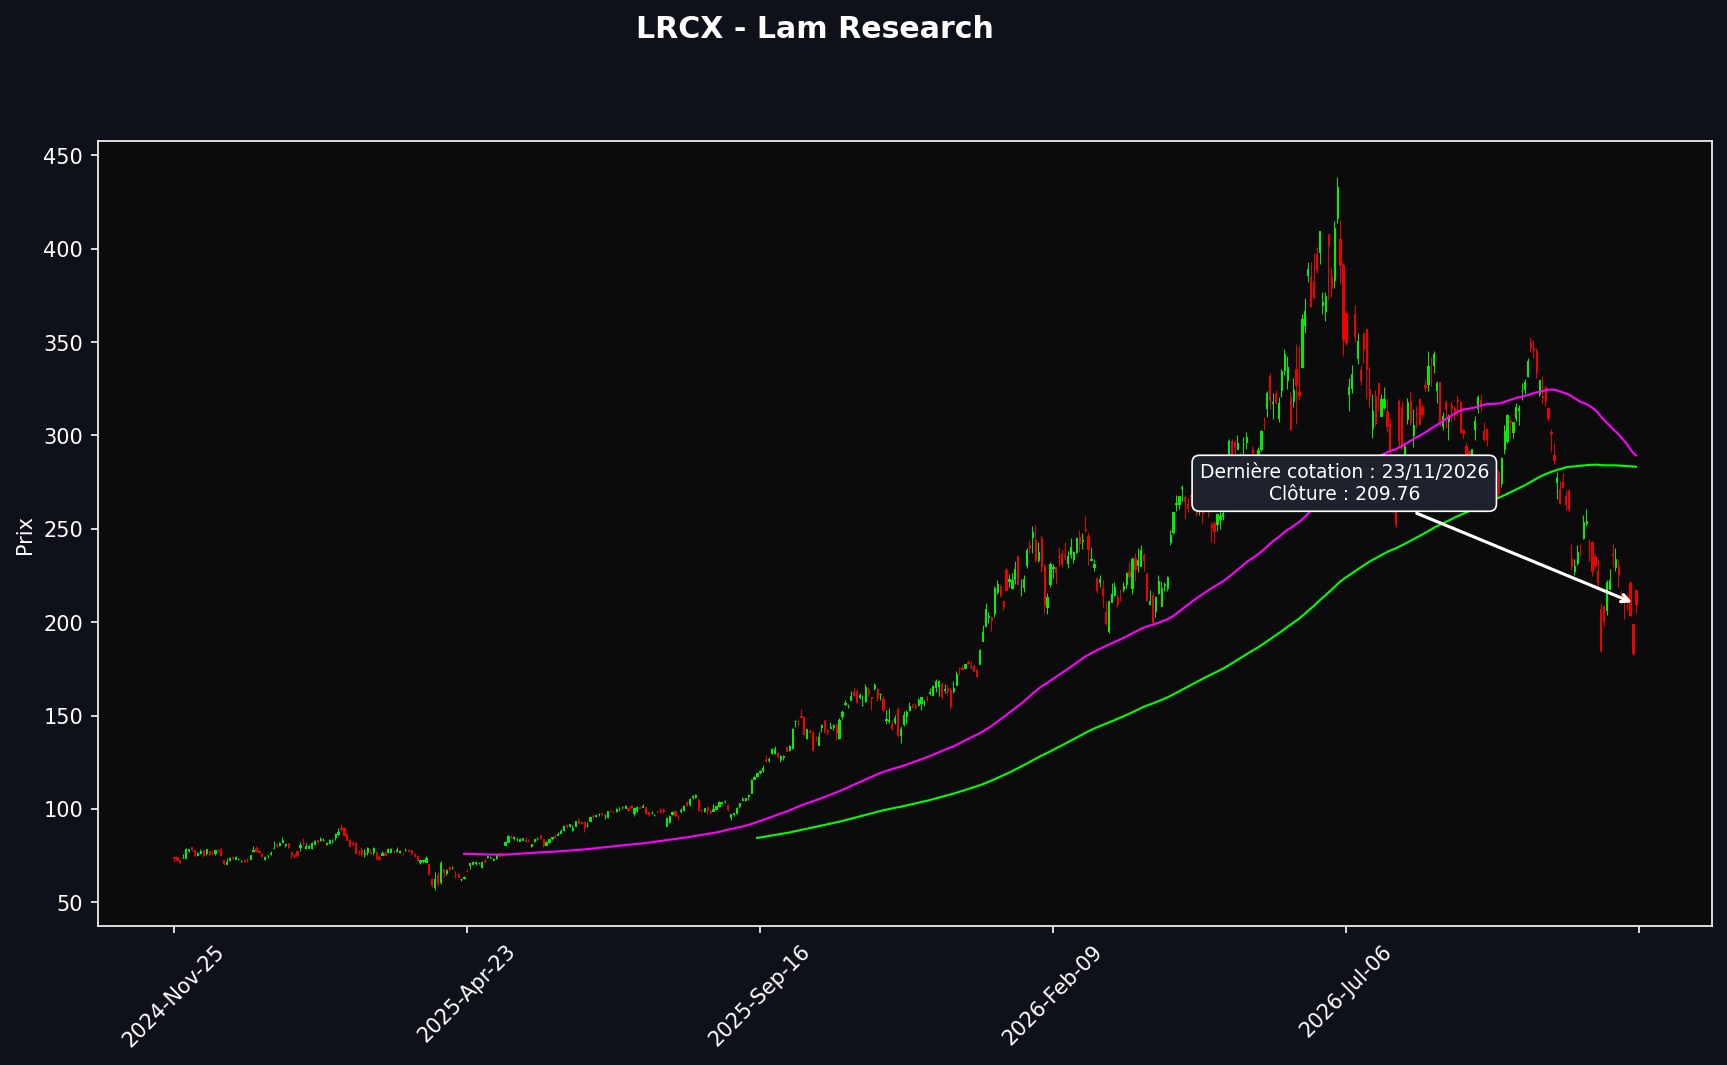 LRCX - Lam Research
450
400
350
300
250
200
150
100
50
Prix
Dernière cotation : 23/11/2026
Clôture : 209.76
2024-Nov-25
2025-Apr-23
2025-Sep-16
2026-Feb-09
2026-Jul-06